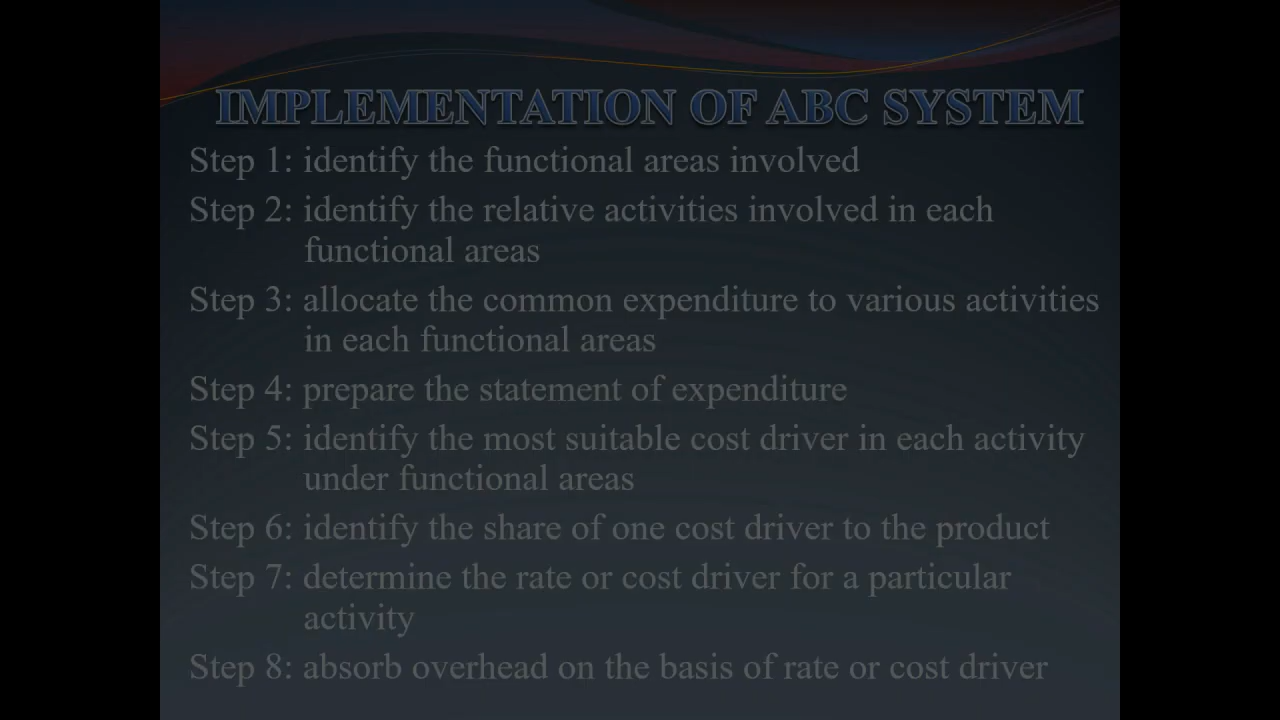 IMPLEMENTATION OF ABC SYSTEM
Step 1: identify the functional areas involved
Step 2: identify the relative activities involved in each
functional areas
Step 3: allocate the common expenditure to various activities
in each functional areas
Step 4: prepare the statement of expenditure
Step 5: identify the most suitable cost driver in each activity
under functional areas
Step 6: identify the share of one cost driver to the product
Step 7: determine the rate or cost driver for a particular
activity
Step 8: absorb overhead on the basis of rate or cost driver